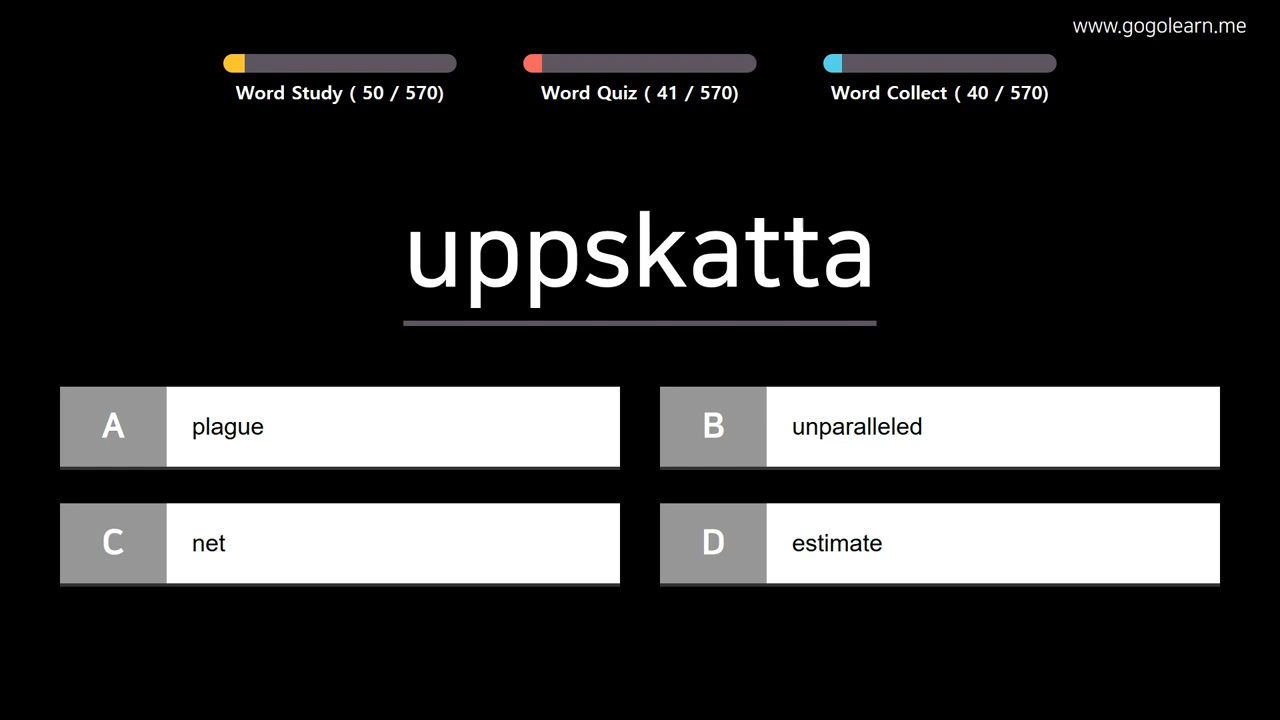 www.gogolearn.me
Word Study ( 50 / 570)
Word Quiz ( 41 / 570)
Word Collect ( 40 / 570)
uppskatta
A plague
B unparalleled
C net
D estimate